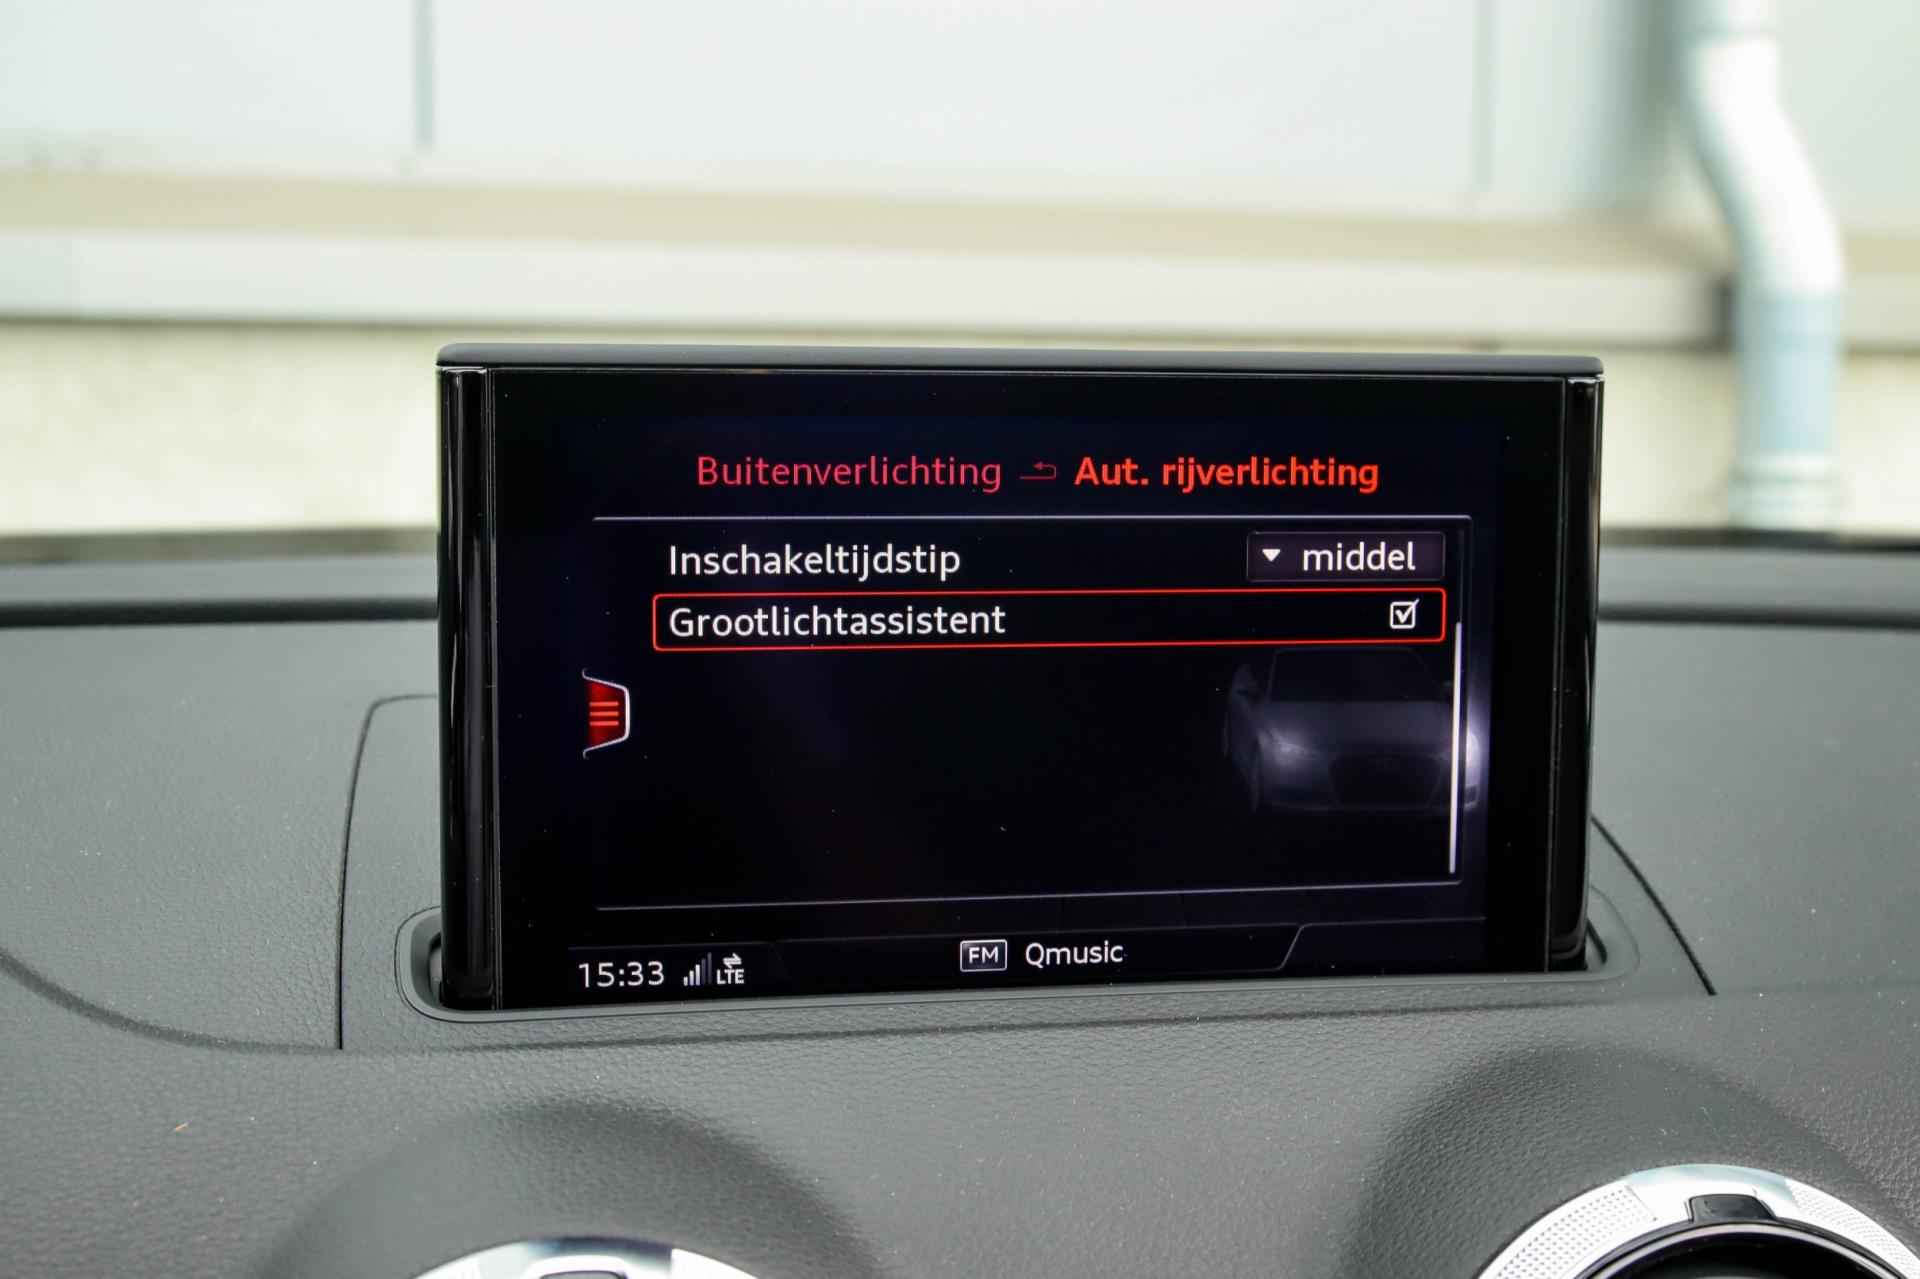 Buitenverlichting Aut. rijverlichting
Inschakeltijdstip middel
Grootlichtassistent
15:33 LTE FM Qmusic